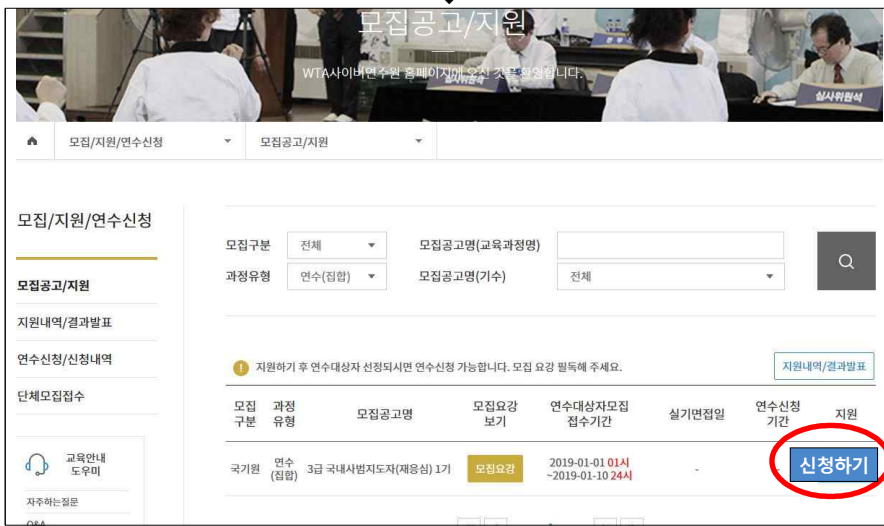 모집공고/지원
WTA사이버연수원 홈페이지에 오신 것을 환영합니다.
심사위원석
모집/지원/연수신청 모집공고/지원
모집/지원/연수신청
모집공고/지원
지원내역/결과발표
연수신청/신청내역
단체모집접수
교육안내
도우미
자주하는질문
모집구분 전체 모집공고명(교육과정명)
과정유형 연수(집합) 모집공고명(기수) 전체
지원하기 후 연수대상자 선정되시면 연수신청 가능합니다. 모집 요강 필독해 주세요. 지원내역/결과발표
모집 과정 모집요강 연수대상자모집 연수신청
구분 유형 모집공고명 보기 접수기간 실기면접일 기간 지원
국기원 연수(집합) 3급 국내사범지도자(재응심) 1기 모집요강 2019-01-01 01시 ~2019-01-10 24시 - - 신청하기